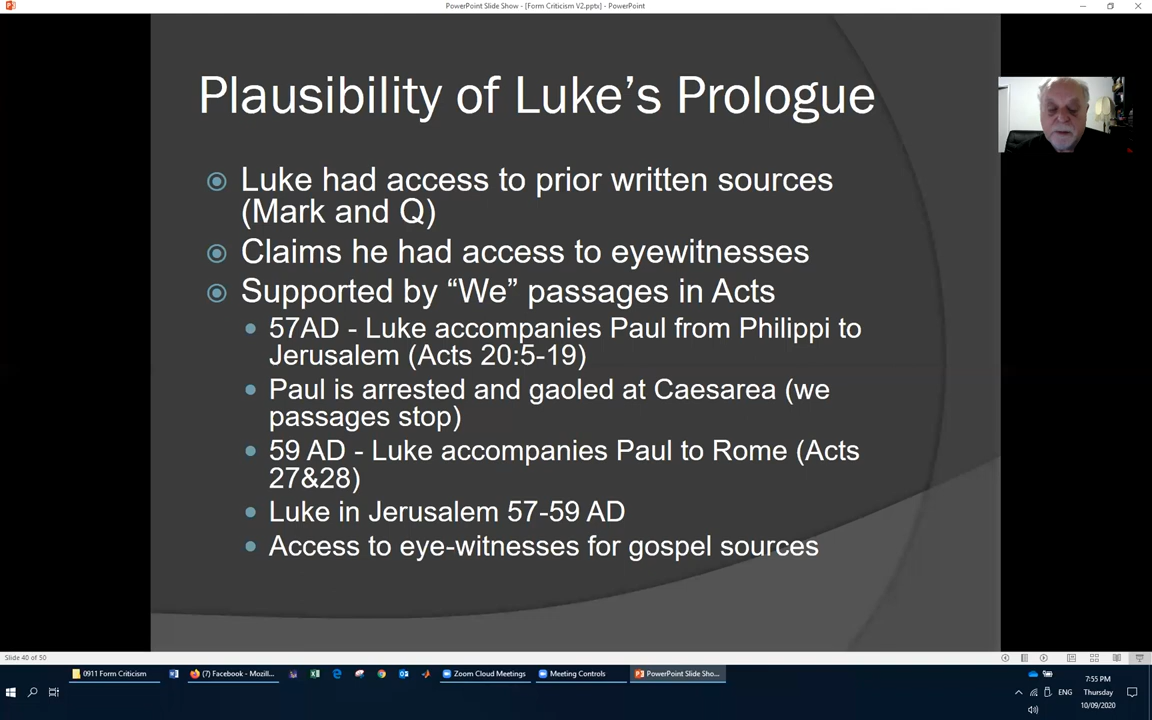 PowerPoint Slide Show - [Form Criticism V2.pptx] - PowerPoint
Plausibility of Luke's Prologue
Luke had access to prior written sources
(Mark and Q)
Claims he had access to eyewitnesses
Supported by “We” passages in Acts
57AD - Luke accompanies Paul from Philippi to
Jerusalem (Acts 20:5-19)
Paul is arrested and gaoled at Caesarea (we
passages stop)
59 AD - Luke accompanies Paul to Rome (Acts
27&28)
Luke in Jerusalem 57-59 AD
Access to eye-witnesses for gospel sources
Slide 40 of 50
0911 Form Criticism
(7) Facebook - Mozill...
Zoom Cloud Meetings
Meeting Controls
PowerPoint Slide Sho...
ENG
7:55 PM
Thursday
10/09/2020